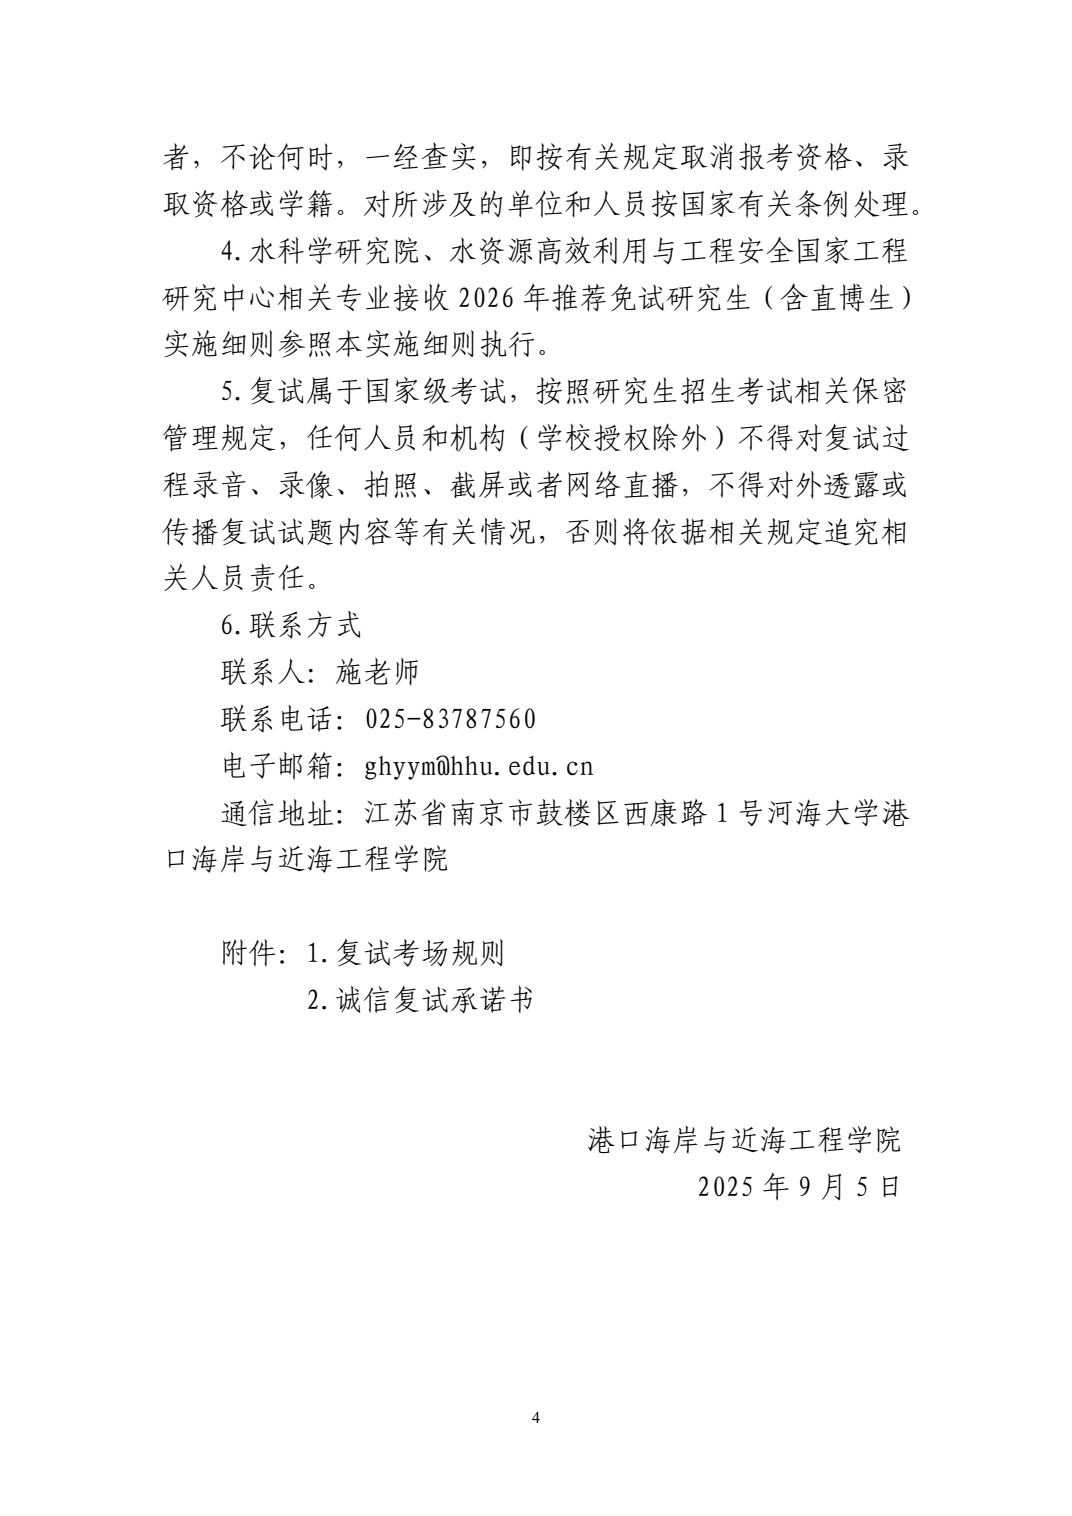 者，不论何时，一经查实，即按有关规定取消报考资格、录
取资格或学籍。对所涉及的单位和人员按国家有关条例处理。
4.水科学研究院、水资源高效利用与工程安全国家工程
研究中心相关专业接收 2026 年推荐免试研究生（含直博生）
实施细则参照本实施细则执行。
5.复试属于国家级考试，按照研究生招生考试相关保密
管理规定，任何人员和机构（学校授权除外）不得对复试过
程录音、录像、拍照、截屏或者网络直播，不得对外透露或
传播复试试题内容等有关情况，否则将依据相关规定追究相
关人员责任。
6.联系方式
联系人：施老师
联系电话：025-83787560
电子邮箱：ghyym@hhu.edu.cn
通信地址：江苏省南京市鼓楼区西康路 1 号河海大学港
口海岸与近海工程学院
附件：1.复试考场规则
2.诚信复试承诺书
港口海岸与近海工程学院
2025 年 9 月 5 日
4